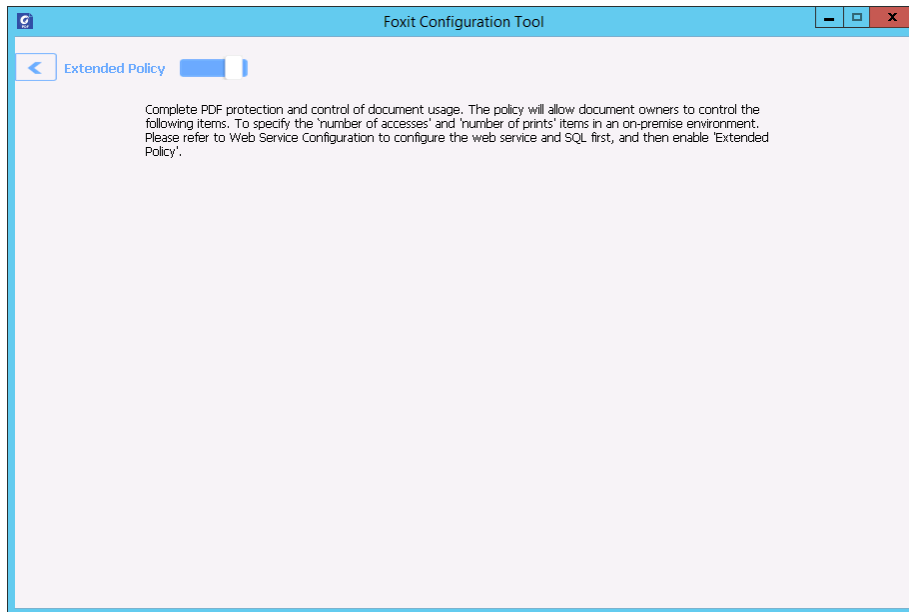 Foxit Configuration Tool
Extended Policy
Complete PDF protection and control of document usage. The policy will allow document owners to control the
following items. To specify the 'number of accesses' and 'number of prints' items in an on-premise environment.
Please refer to Web Service Configuration to configure the web service and SQL first, and then enable 'Extended
Policy'.